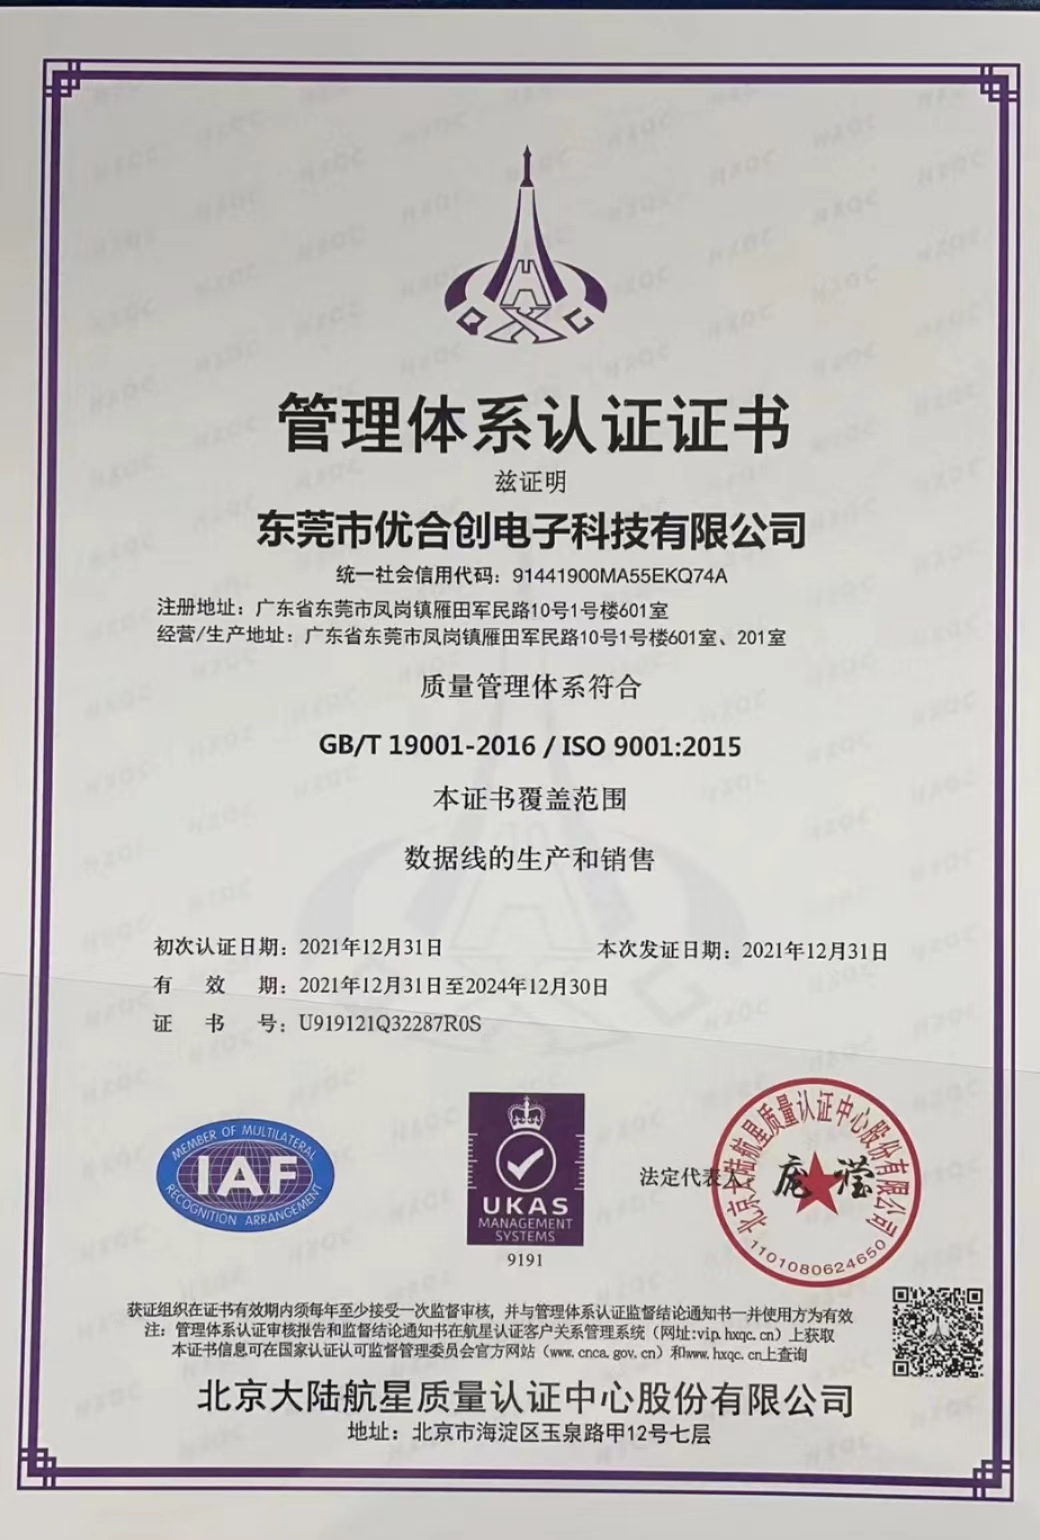 HXQC
管理体系认证证书
兹证明
东莞市优合创电子科技有限公司
统一社会信用代码：91441900MA55EKQ74A
注册地址：广东省东莞市凤岗镇雁田军民路10号1号楼601室
经营/生产地址：广东省东莞市凤岗镇雁田军民路10号1号楼601室、201室
质量管理体系符合
GB/T 19001-2016 / ISO 9001:2015
本证书覆盖范围
数据线的生产和销售
初次认证日期：2021年12月31日 本次发证日期：2021年12月31日
有 效 期：2021年12月31日至2024年12月30日
证 书 号：U919121Q32287R0S
MEMBER OF MULTILATERAL
IAF
RECOGNITION ARRANGEMENT
UKAS
MANAGEMENT
SYSTEMS
9191
法定代表人： 庞滢
北京大陆航星质量认证中心股份有限公司
1101080624650
获证组织在证书有效期内须每年至少接受一次监督审核，并与管理体系认证监督结论通知书一并使用方为有效
注：管理体系认证审核报告和监督结论通知书在航星认证客户关系管理系统（网址:vip.hxqc.cn）上获取
本证书信息可在国家认证认可监督管理委员会官方网站（www.cnca.gov.cn）和www.hxqc.cn上查询
北京大陆航星质量认证中心股份有限公司
地址：北京市海淀区玉泉路甲12号七层